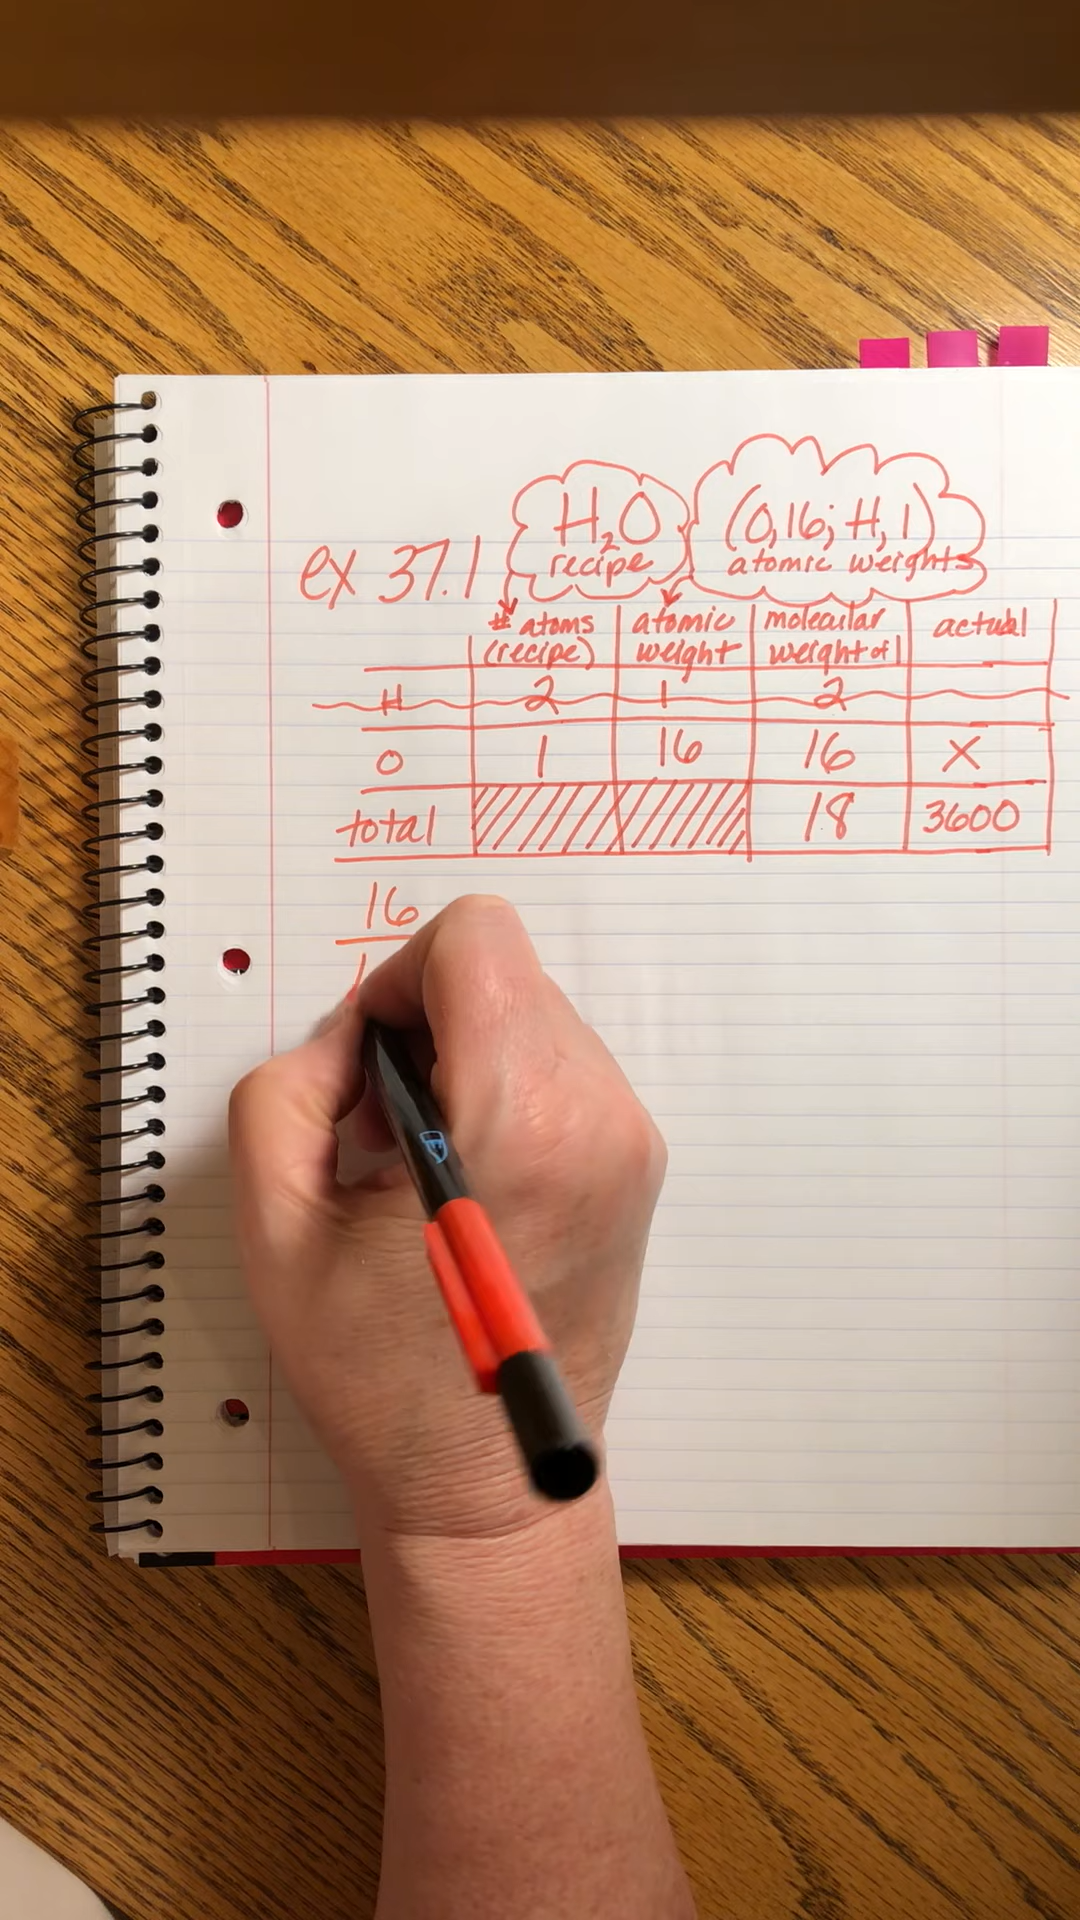 H₂O
(O,16; H,1)
recipe
atomic weights
ex 37.1
# atoms (recipe)
atomic weight
molecular weight of 1
actual
H 2 1 2
O 1 16 16 X
total 18 3600
16
1